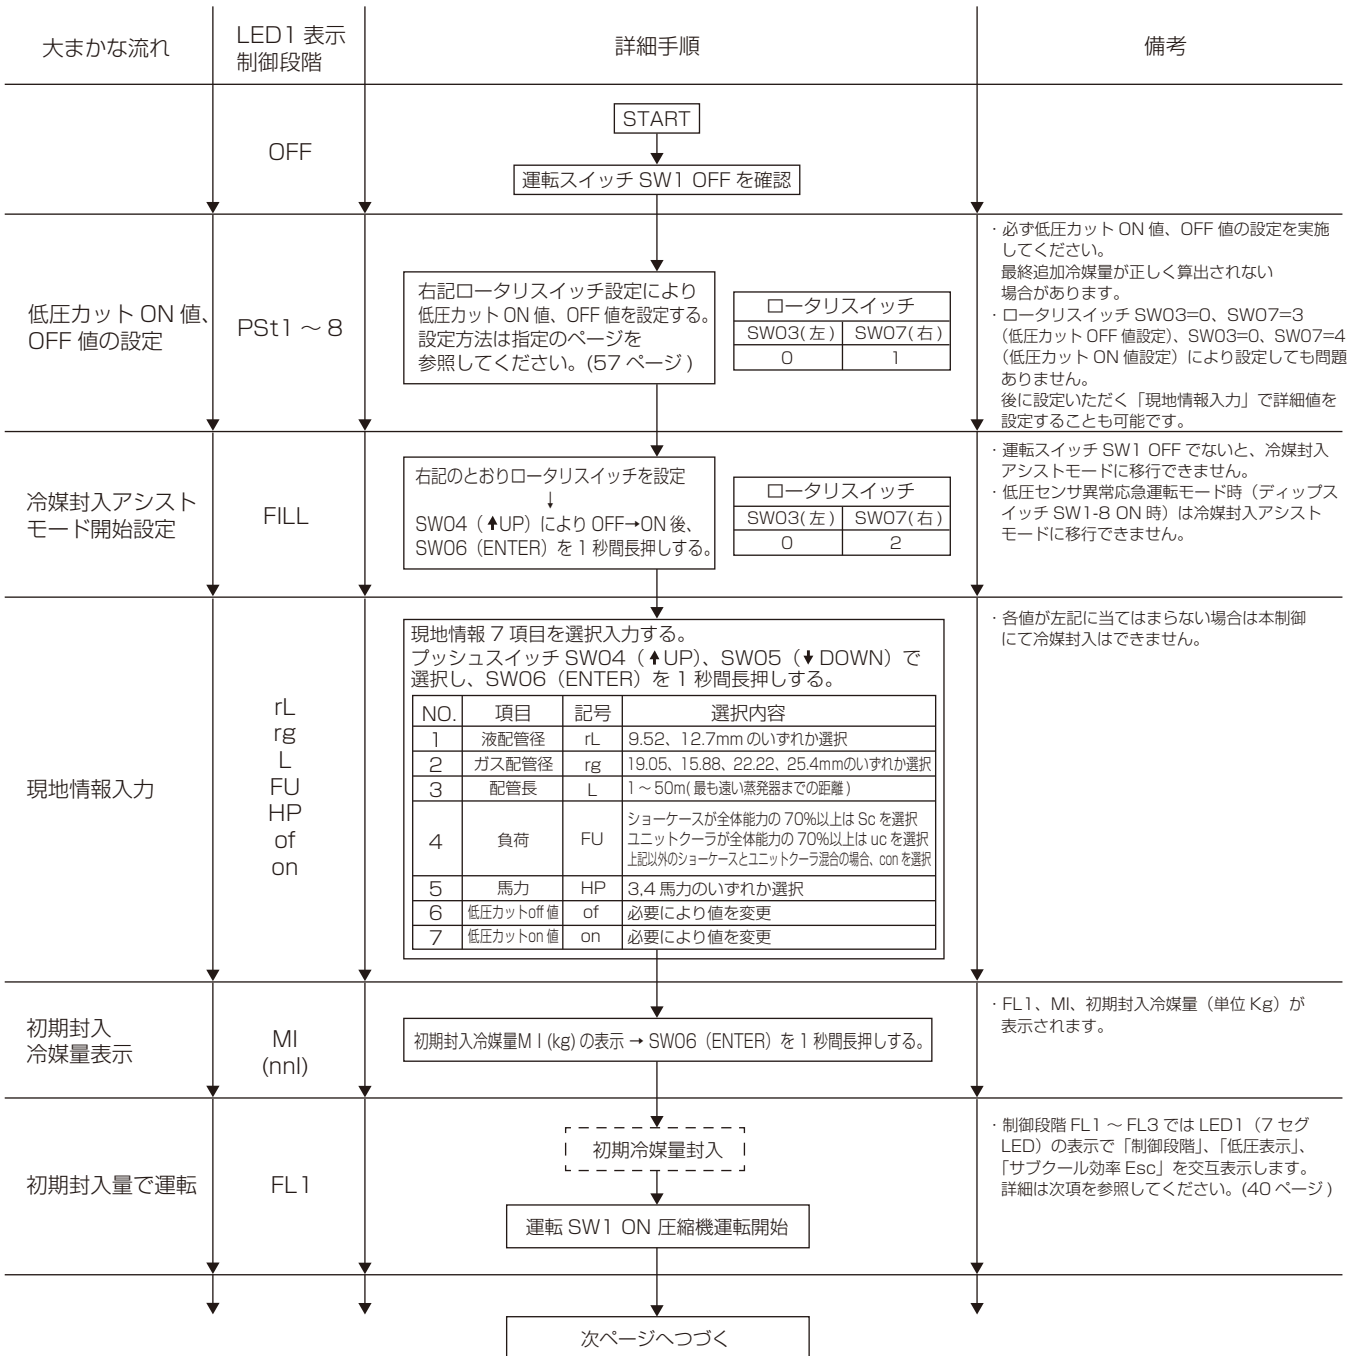 大まかな流れ
LED1 表示
制御段階
詳細手順
備考
OFF
START
運転スイッチ SW1 OFF を確認
低圧カット ON 値、
OFF 値の設定
PSt1 ～ 8
右記ロータリスイッチ設定により
低圧カット ON 値、OFF 値を設定する。
設定方法は指定のページを
参照してください。(57 ページ )
ロータリスイッチ
SW03( 左 ) SW07( 右 )
0 1
・必ず低圧カット ON 値、OFF 値の設定を実施
してください。
最終追加冷媒量が正しく算出されない
場合があります。
・ロータリスイッチ SW03=0、SW07=3
（低圧カット OFF 値設定）、SW03=0、SW07=4
（低圧カット ON 値設定）により設定しても問題
ありません。
後に設定いただく「現地情報入力」で詳細値を
設定することも可能です。
冷媒封入アシスト
モード開始設定
FILL
右記のとおりロータリスイッチを設定
↓
SW04（ ↑UP）により OFF→ON 後、
SW06（ENTER）を 1 秒間長押しする。
ロータリスイッチ
SW03( 左 ) SW07( 右 )
0 2
・運転スイッチ SW1 OFF でないと、冷媒封入
アシストモードに移行できません。
・低圧センサ異常応急運転モード時（ディップス
イッチ SW1-8 ON 時）は冷媒封入アシスト
モードに移行できません。
現地情報入力
rL
rg
L
FU
HP
of
on
現地情報 7 項目を選択入力する。
プッシュスイッチ SW04（ ↑UP）、SW05（ ↓ DOWN）で
選択し、SW06（ENTER）を 1 秒間長押しする。
NO. 項目 記号 選択内容
1 液配管径 rL 9.52、12.7mm のいずれか選択
2 ガス配管径 rg 19.05、15.88、22.22、25.4mmのいずれか選択
3 配管長 L 1 ～ 50m( 最も遠い蒸発器までの距離 )
4 負荷 FU ショーケースが全体能力の 70%以上は Sc を選択
ユニットクーラが全体能力の 70%以上は uc を選択
上記以外のショーケースとユニットクーラ混合の場合、con を選択
5 馬力 HP 3,4 馬力のいずれか選択
6 低圧カットoff 値 of 必要により値を変更
7 低圧カットon 値 on 必要により値を変更
・各値が左記に当てはまらない場合は本制御
にて冷媒封入はできません。
初期封入
冷媒量表示
MI
(nnl)
初期封入冷媒量M I (kg) の表示 → SW06（ENTER）を 1 秒間長押しする。
・FL1、MI、初期封入冷媒量（単位 Kg）が
表示されます。
初期封入量で運転
FL1
初期冷媒量封入
運転 SW1 ON 圧縮機運転開始
・制御段階 FL1 ～ FL3 では LED1（7 セグ
LED）の表示で「制御段階」、「低圧表示」、
「サブクール効率 Esc」を交互表示します。
詳細は次項を参照してください。(40 ページ )
次ページへつづく